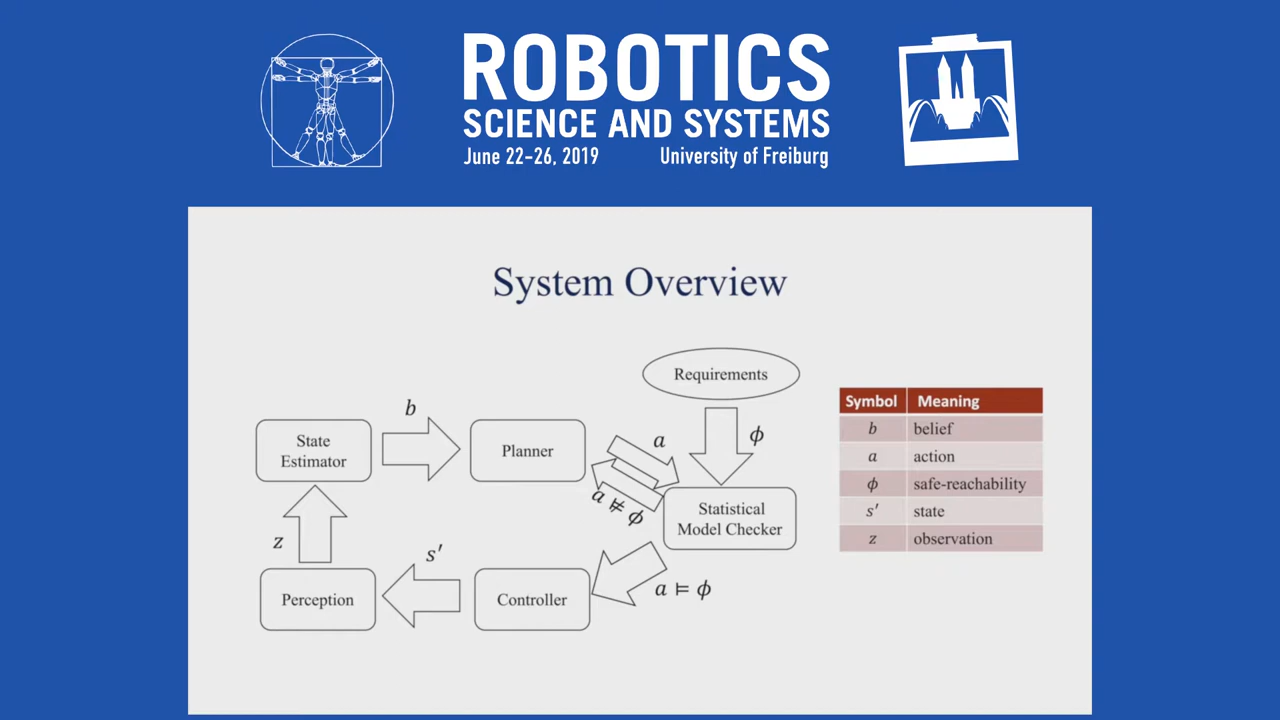 ROBOTICS
SCIENCE AND SYSTEMS
June 22-26, 2019 University of Freiburg
System Overview
Requirements
ϕ
b
State
Estimator
Planner
a
a ⊭ ϕ
Statistical
Model Checker
a ⊨ ϕ
Controller
s′
Perception
z
Symbol Meaning
b belief
a action
ϕ safe-reachability
s′ state
z observation